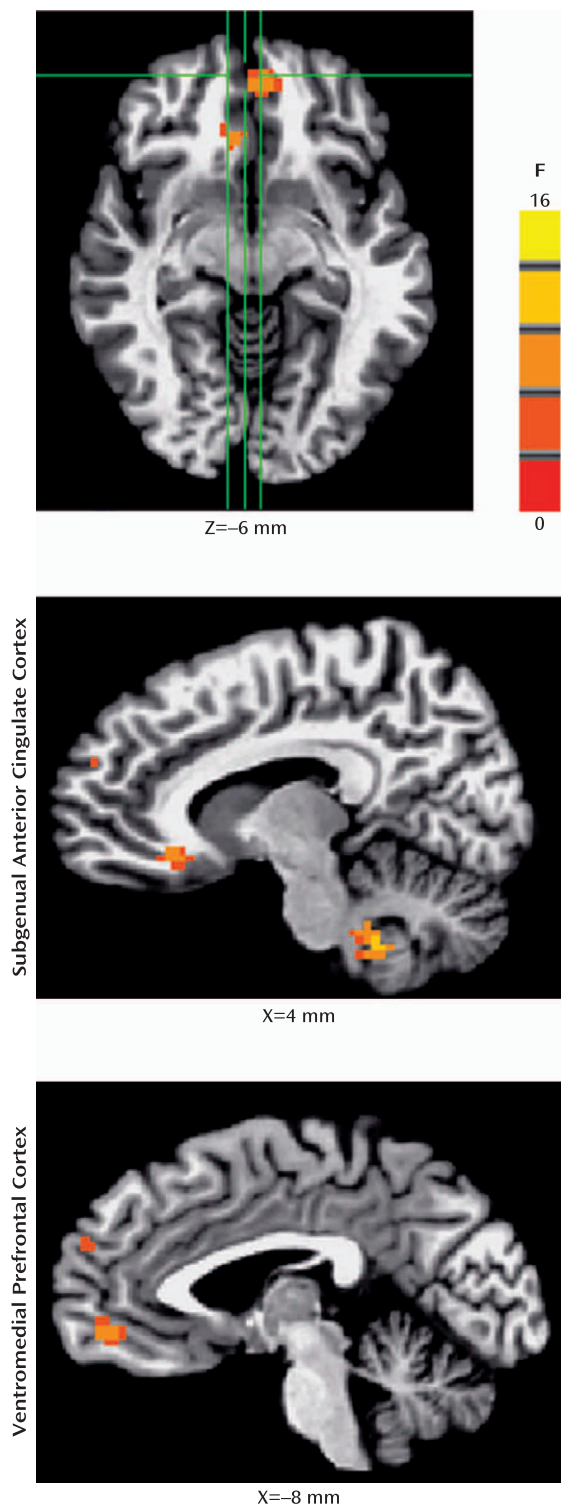 F
16
0
Z=–6 mm
Subgenual Anterior Cingulate Cortex
X=4 mm
Ventromedial Prefrontal Cortex
X=–8 mm